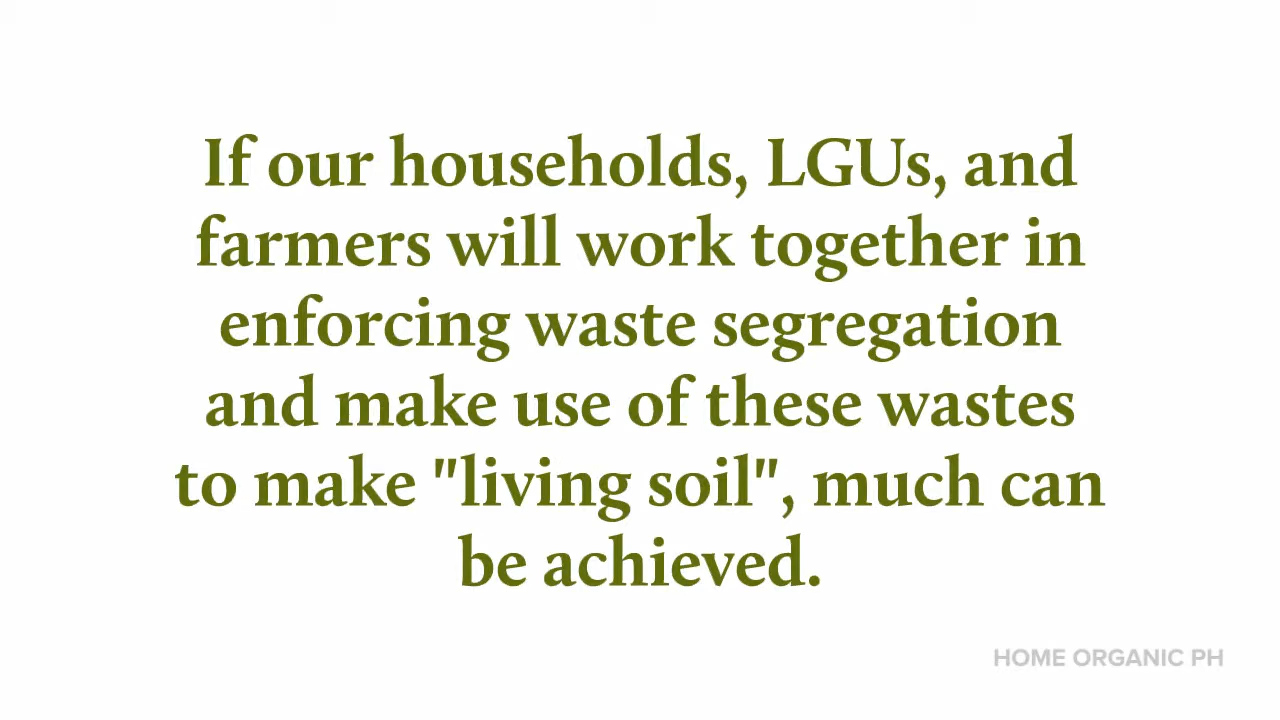 If our households, LGUs, and
farmers will work together in
enforcing waste segregation
and make use of these wastes
to make "living soil", much can
be achieved.
HOME ORGANIC PH